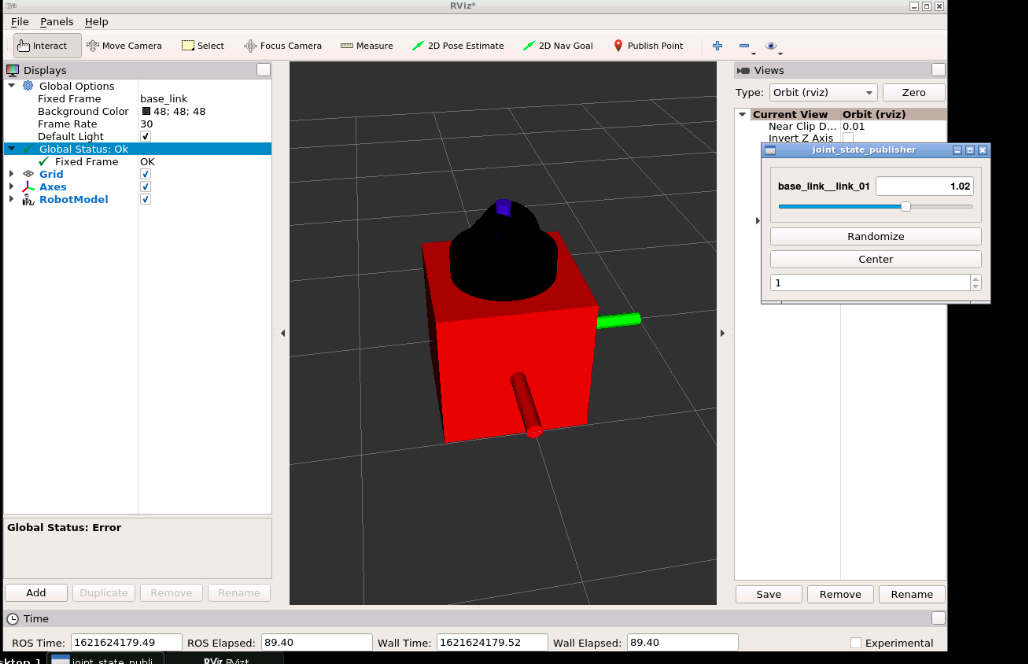 RViz*
File Panels Help
Interact Move Camera Select Focus Camera Measure 2D Pose Estimate 2D Nav Goal Publish Point
Displays
Global Options
Fixed Frame base_link
Background Color 48; 48; 48
Frame Rate 30
Default Light
Global Status: Ok
Fixed Frame OK
Grid
Axes
RobotModel
Global Status: Error
Add Duplicate Remove Rename
Views
Type: Orbit (rviz) Zero
Current View Orbit (rviz)
Near Clip D... 0.01
Invert Z Axis
joint_state_publisher
base_link__link_01 1.02
Randomize
Center
1
Save Remove Rename
Time
ROS Time: 1621624179.49 ROS Elapsed: 89.40 Wall Time: 1621624179.52 Wall Elapsed: 89.40 Experimental